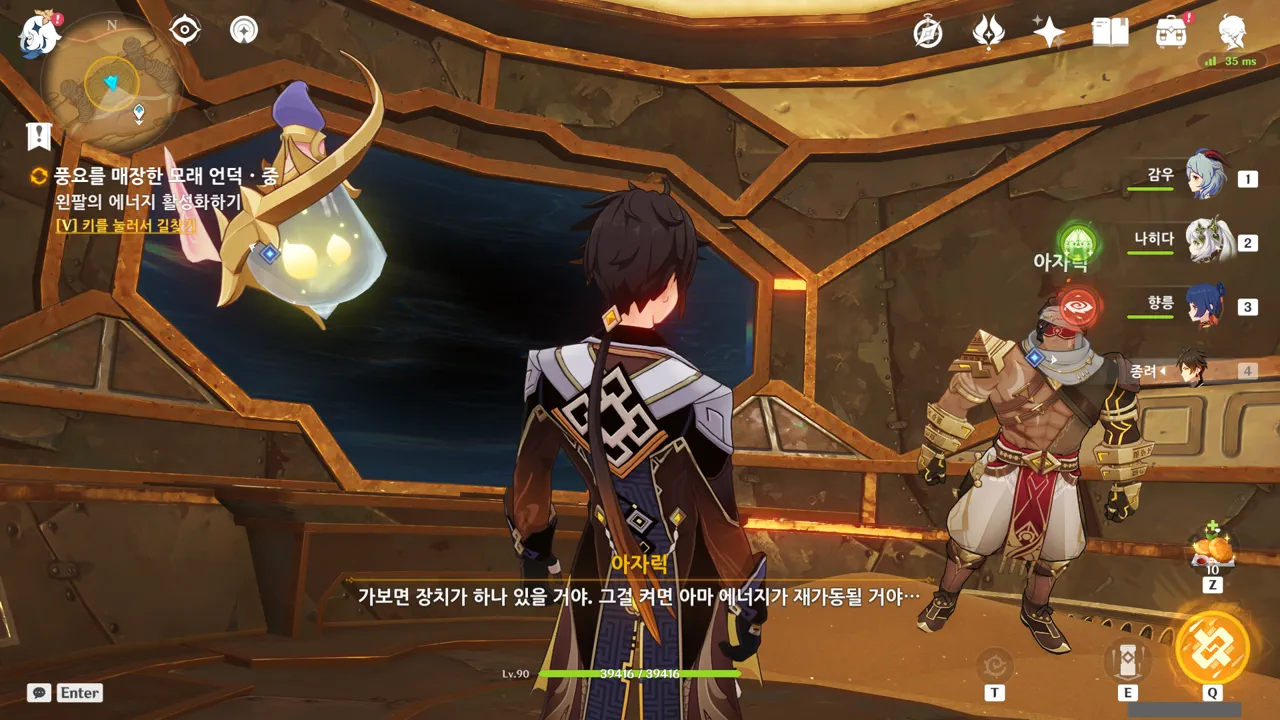 N
35 ms
풍요를 매장한 모래 언덕 · 중
왼팔의 에너지 활성화하기
[V] 키를 눌러서 길찾기
감우 1
나히다 2
아자릭
향릉 3
종려 4
아자릭
가보면 장치가 하나 있을 거야. 그걸 켜면 아마 에너지가 재가동될 거야…
10
Z
Lv.90 39416 / 39416
Enter
T E Q